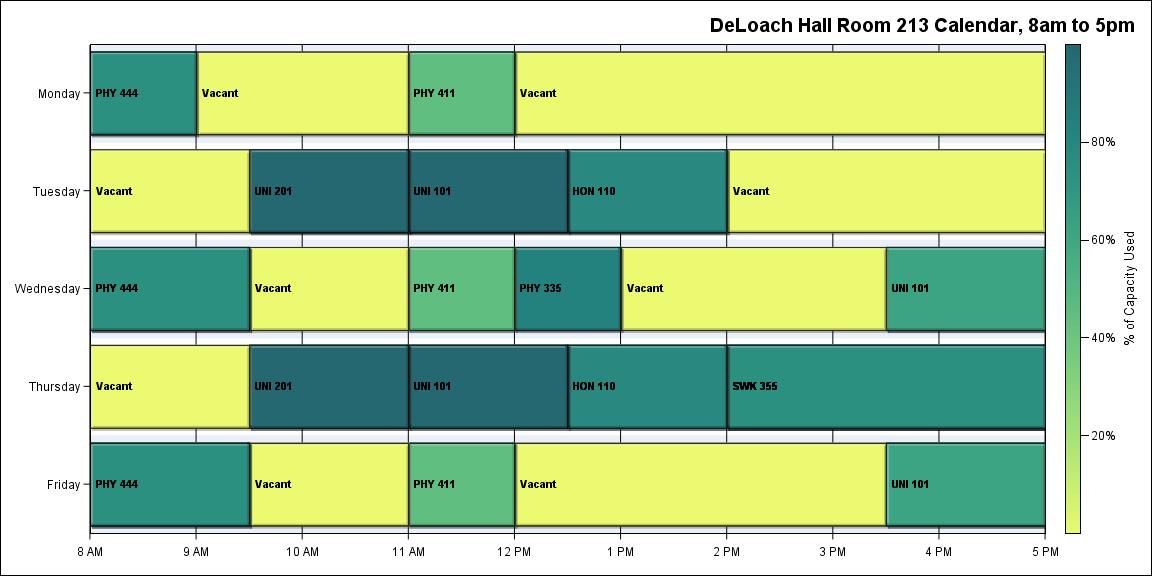 DeLoach Hall Room 213 Calendar, 8am to 5pm
Monday
PHY 444
Vacant
PHY 411
Vacant
Tuesday
Vacant
UNI 201
UNI 101
HON 110
Vacant
Wednesday
PHY 444
Vacant
PHY 411
PHY 335
Vacant
UNI 101
Thursday
Vacant
UNI 201
UNI 101
HON 110
SWK 355
Friday
PHY 444
Vacant
PHY 411
Vacant
UNI 101
8 AM
9 AM
10 AM
11 AM
12 PM
1 PM
2 PM
3 PM
4 PM
5 PM
80%
60%
40%
20%
% of Capacity Used